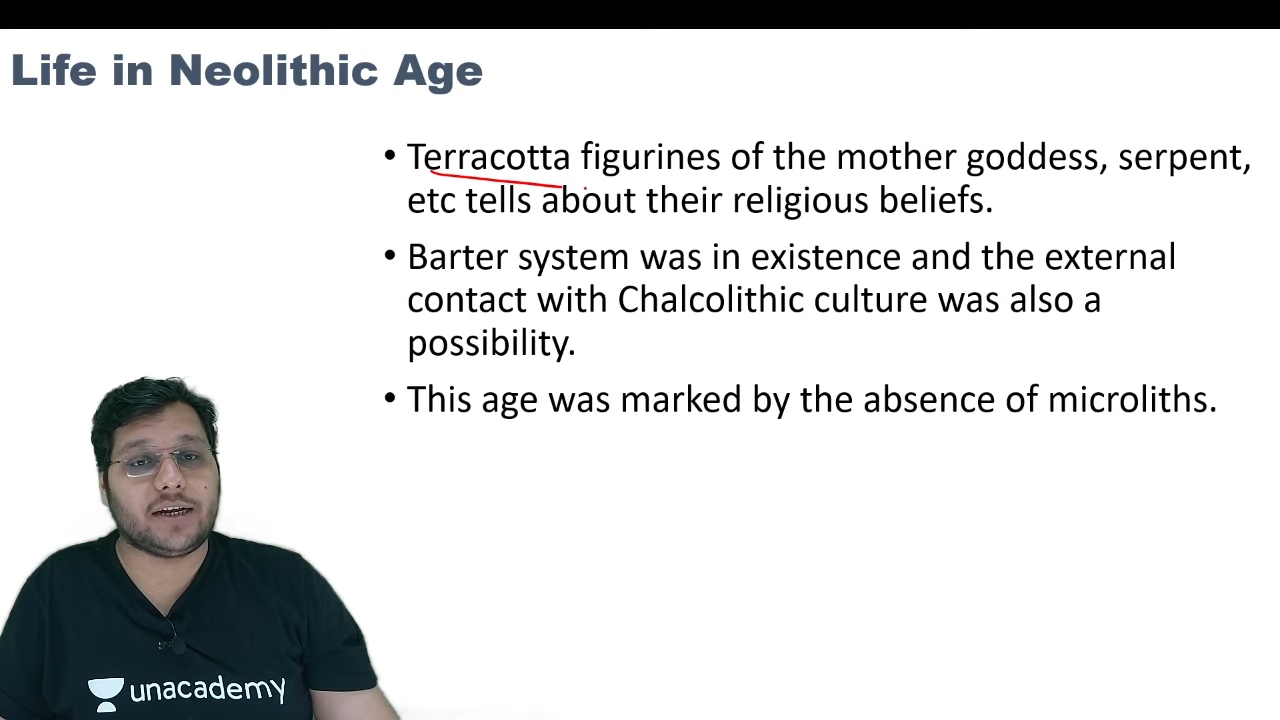 Life in Neolithic Age
• Terracotta figurines of the mother goddess, serpent,
etc tells about their religious beliefs.
• Barter system was in existence and the external
contact with Chalcolithic culture was also a
possibility.
• This age was marked by the absence of microliths.
unacademy